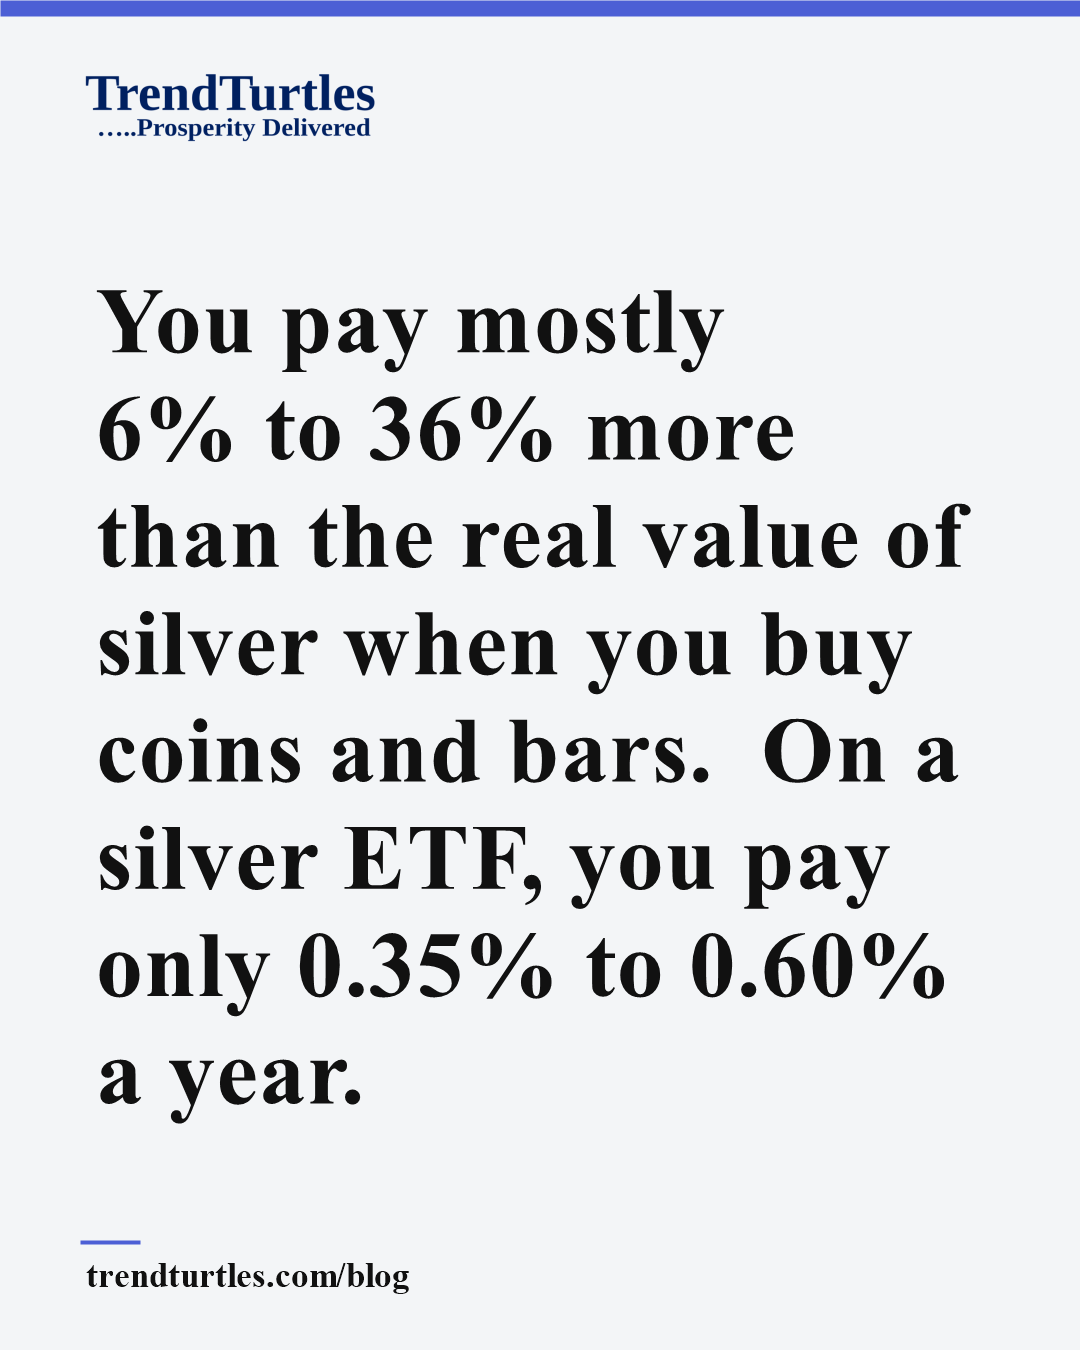 TrendTurtles
…..Prosperity Delivered
You pay mostly
6% to 36% more
than the real value of
silver when you buy
coins and bars.  On a
silver ETF, you pay
only 0.35% to 0.60%
a year.
trendturtles.com/blog